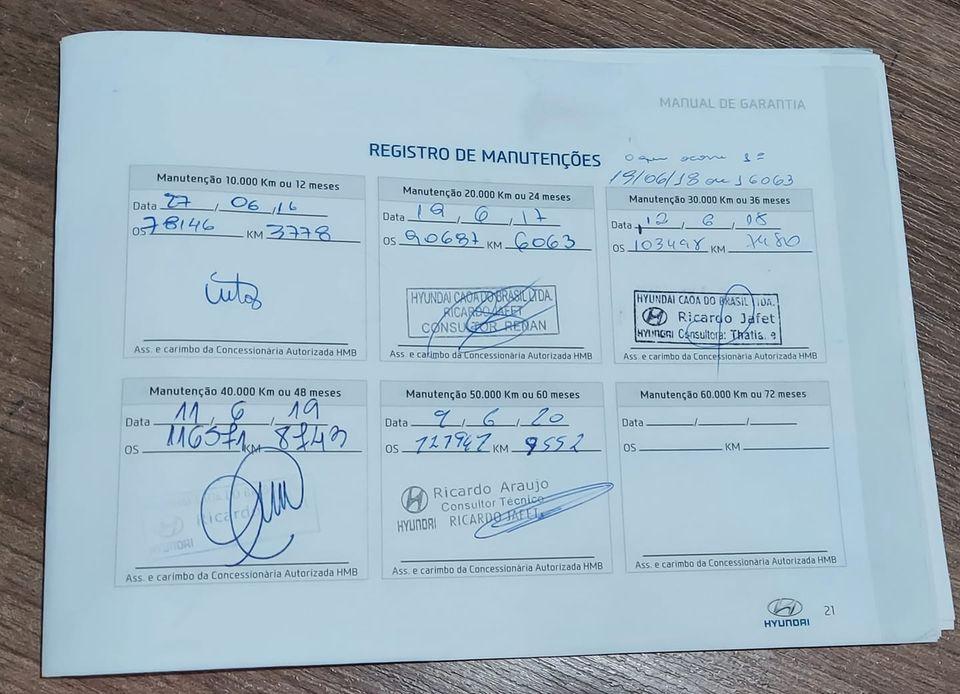 MANUAL DE GARANTIA
REGISTRO DE MANUTENÇÕES
19/06/18 ou 16063
Manutenção 10.000 Km ou 12 meses
Data 27 / 06 / 16
OS 78146 KM 3778
Ass. e carimbo da Concessionária Autorizada HMB
Manutenção 20.000 Km ou 24 meses
Data 19 / 6 / 17
OS 90687 KM 6063
HYUNDAI CAOA DO BRASIL LTDA.
RICARDO JAFET
CONSULTOR RENAN
Ass. e carimbo da Concessionária Autorizada HMB
Manutenção 30.000 Km ou 36 meses
Data 12 / 6 / 18
OS 103498 KM 7480
HYUNDAI CAOA DO BRASIL LTDA.
Ricardo Jafet
HYUNDAI Consultora: Thatis.
Ass. e carimbo da Concessionária Autorizada HMB
Manutenção 40.000 Km ou 48 meses
Data 11 / 6 / 19
OS 116571 KM 8743
Ricard
HYUNDAI
Ass. e carimbo da Concessionária Autorizada HMB
Manutenção 50.000 Km ou 60 meses
Data 9 / 6 / 20
OS 127947 KM 9552
Ricardo Araujo
Consultor Técnico
HYUNDAI RICARDO JAFET
Ass. e carimbo da Concessionária Autorizada HMB
Manutenção 60.000 Km ou 72 meses
Data / /
OS KM
Ass. e carimbo da Concessionária Autorizada HMB
HYUNDAI
21